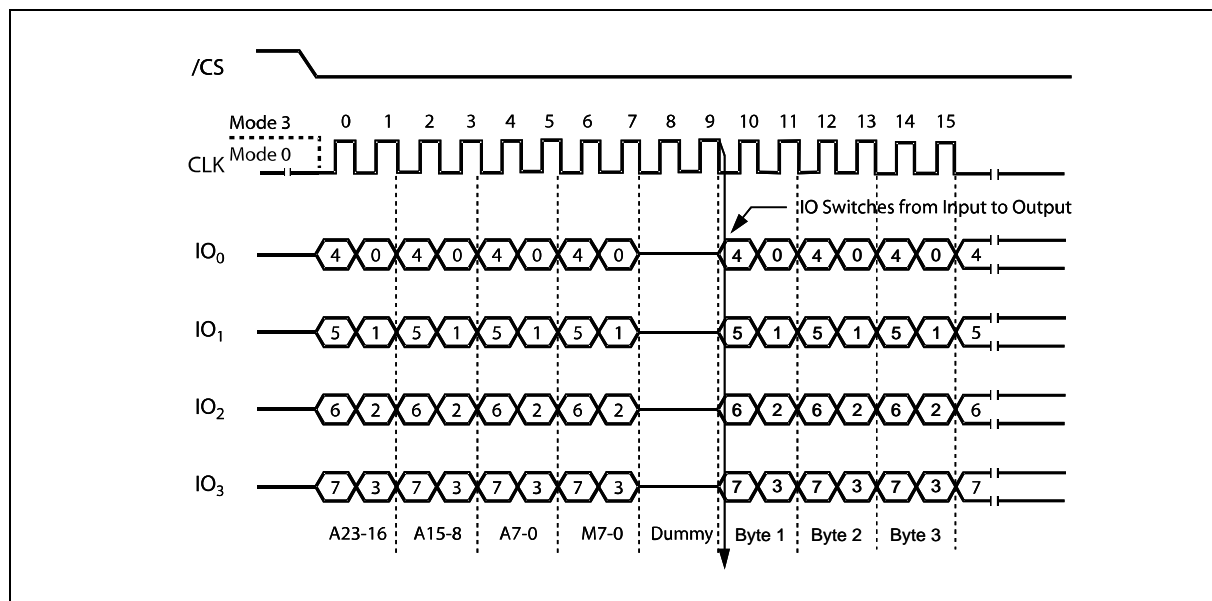 /CS
Mode 3 0 1 2 3 4 5 6 7 8 9 10 11 12 13 14 15
Mode 0
CLK
IO Switches from Input to Output
IO0 4 0 4 0 4 0 4 0 4 0 4 0 4 0 4
IO1 5 1 5 1 5 1 5 1 5 1 5 1 5 1 5
IO2 6 2 6 2 6 2 6 2 6 2 6 2 6 2 6
IO3 7 3 7 3 7 3 7 3 7 3 7 3 7 3 7
A23-16 A15-8 A7-0 M7-0 Dummy Byte 1 Byte 2 Byte 3